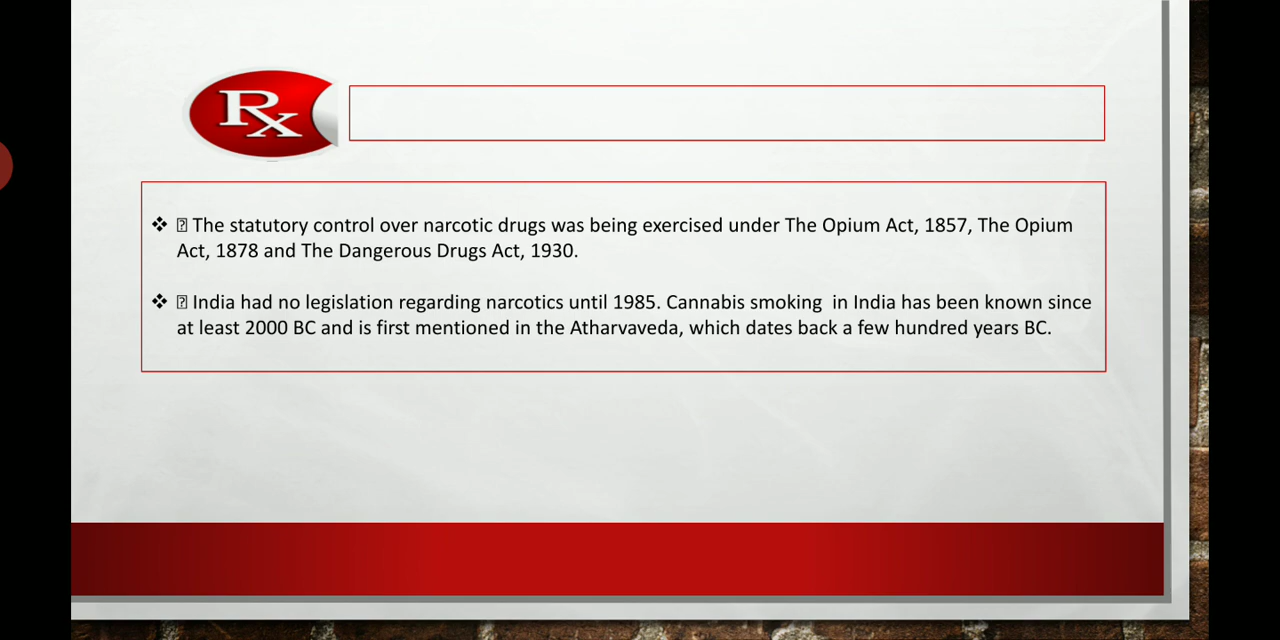 Rx
❖ ⍰ The statutory control over narcotic drugs was being exercised under The Opium Act, 1857, The Opium
Act, 1878 and The Dangerous Drugs Act, 1930.
❖ ⍰ India had no legislation regarding narcotics until 1985. Cannabis smoking  in India has been known since
at least 2000 BC and is first mentioned in the Atharvaveda, which dates back a few hundred years BC.